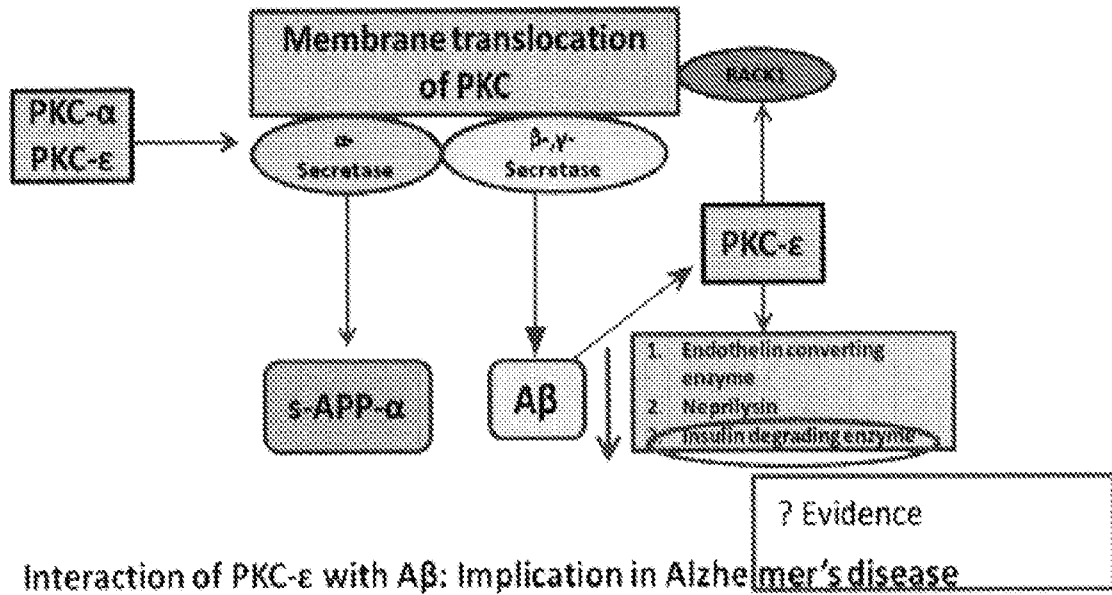 Membrane translocation
of PKC
RACK1
PKC-α
PKC-ε
α-
Secretase
β-,γ-
Secretase
PKC-ε
s-APP-α
Aβ
1. Endothelin converting
enzyme
2. Neprilysin
3. Insulin degrading enzyme
? Evidence
Interaction of PKC-ε with Aβ: Implication in Alzheimer's disease